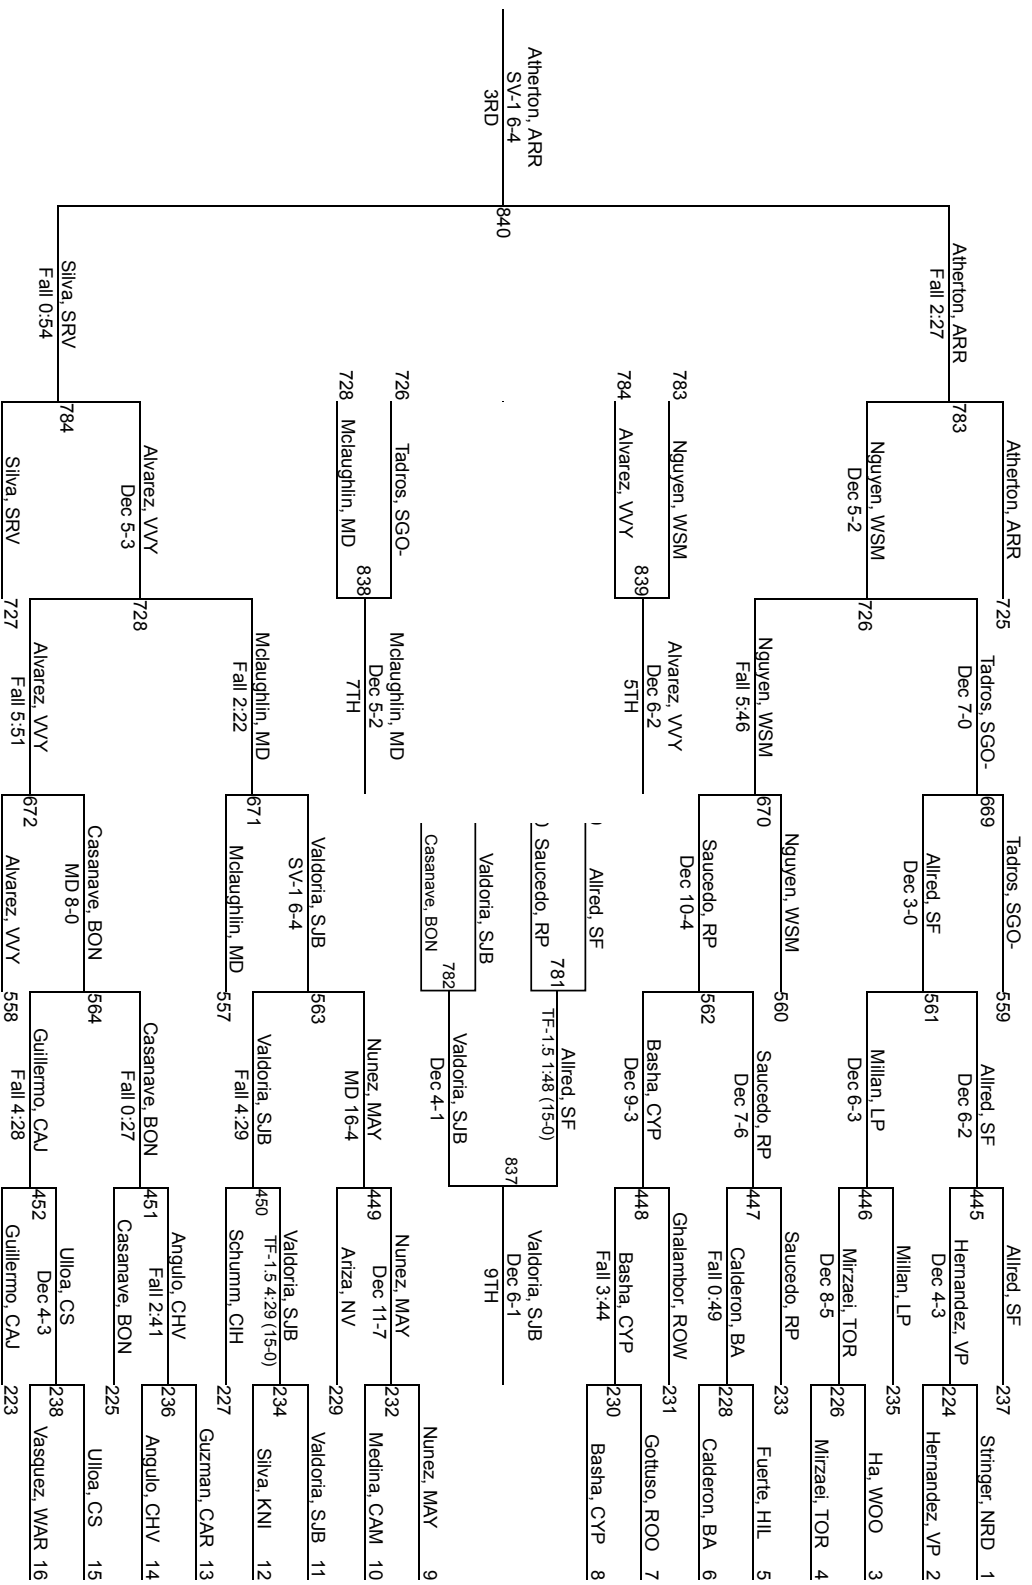 Stringer, NRD 1
Hernandez, VP 2
Ha, WOO 3
Mirzaei, TOR 4
Fuerte, HIL 5
Calderon, BA 6
Gottuso, ROO 7
Basha, CYP 8
Nunez, MAY 9
Medina, CAM 10
Valdoria, SJB 11
Silva, KNI 12
Guzman, CAR 13
Angulo, CHV 14
Ulloa, CS 15
Vasquez, WAR 16
237
224
235
226
233
228
231
230
232
229
234
227
236
225
238
223
Allred, SF
Hernandez, VP
Dec 4-3
Millan, LP
Mirzaei, TOR
Dec 8-5
Saucedo, RP
Calderon, BA
Fall 0:49
Ghalambor, ROW
Basha, CYP
Fall 3:44
Nunez, MAY
Dec 11-7
Ariza, NV
Valdoria, SJB
TF-1.5 4:29 (15-0)
Schumm, CIH
Angulo, CHV
Fall 2:41
Casanave, BON
Ulloa, CS
Dec 4-3
Guillermo, CAJ
445
446
447
448
449
450
451
452
Allred, SF
Dec 6-2
Millan, LP
Dec 6-3
Saucedo, RP
Dec 7-6
Basha, CYP
Dec 9-3
Nunez, MAY
MD 16-4
Valdoria, SJB
Fall 4:29
Casanave, BON
Fall 0:27
Guillermo, CAJ
Fall 4:28
559
561
560
562
563
557
564
558
Tadros, SGO-
Allred, SF
Dec 3-0
Nguyen, WSM
Saucedo, RP
Dec 10-4
Valdoria, SJB
SV-1 6-4
Mclaughlin, MD
Casanave, BON
MD 8-0
Alvarez, VVY
669
670
671
672
Tadros, SGO-
Dec 7-0
Nguyen, WSM
Fall 5:46
Mclaughlin, MD
Fall 2:22
Alvarez, VVY
Fall 5:51
725
726
728
727
Atherton, ARR
Nguyen, WSM
Dec 5-2
Alvarez, VVY
Dec 5-3
Silva, SRV
783
784
Atherton, ARR
Fall 2:27
Silva, SRV
Fall 0:54
840
Atherton, ARR
SV-1 6-4
3RD
783 Nguyen, WSM
784 Alvarez, VVY
839
Alvarez, VVY
Dec 6-2
5TH
726 Tadros, SGO-
728 Mclaughlin, MD
838
Mclaughlin, MD
Dec 5-2
7TH
) Allred, SF
) Saucedo, RP
781
Allred, SF
TF-1.5 1:48 (15-0)
Valdoria, SJB
Casanave, BON
782
Valdoria, SJB
Dec 4-1
837
Valdoria, SJB
Dec 6-1
9TH